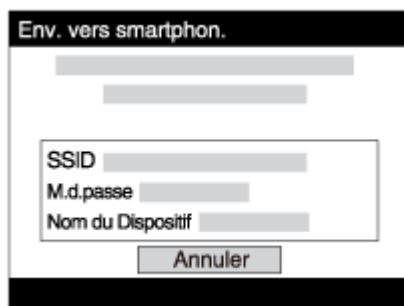 Env. vers smartphon.
SSID
M.d.passe
Nom du Dispositif
Annuler